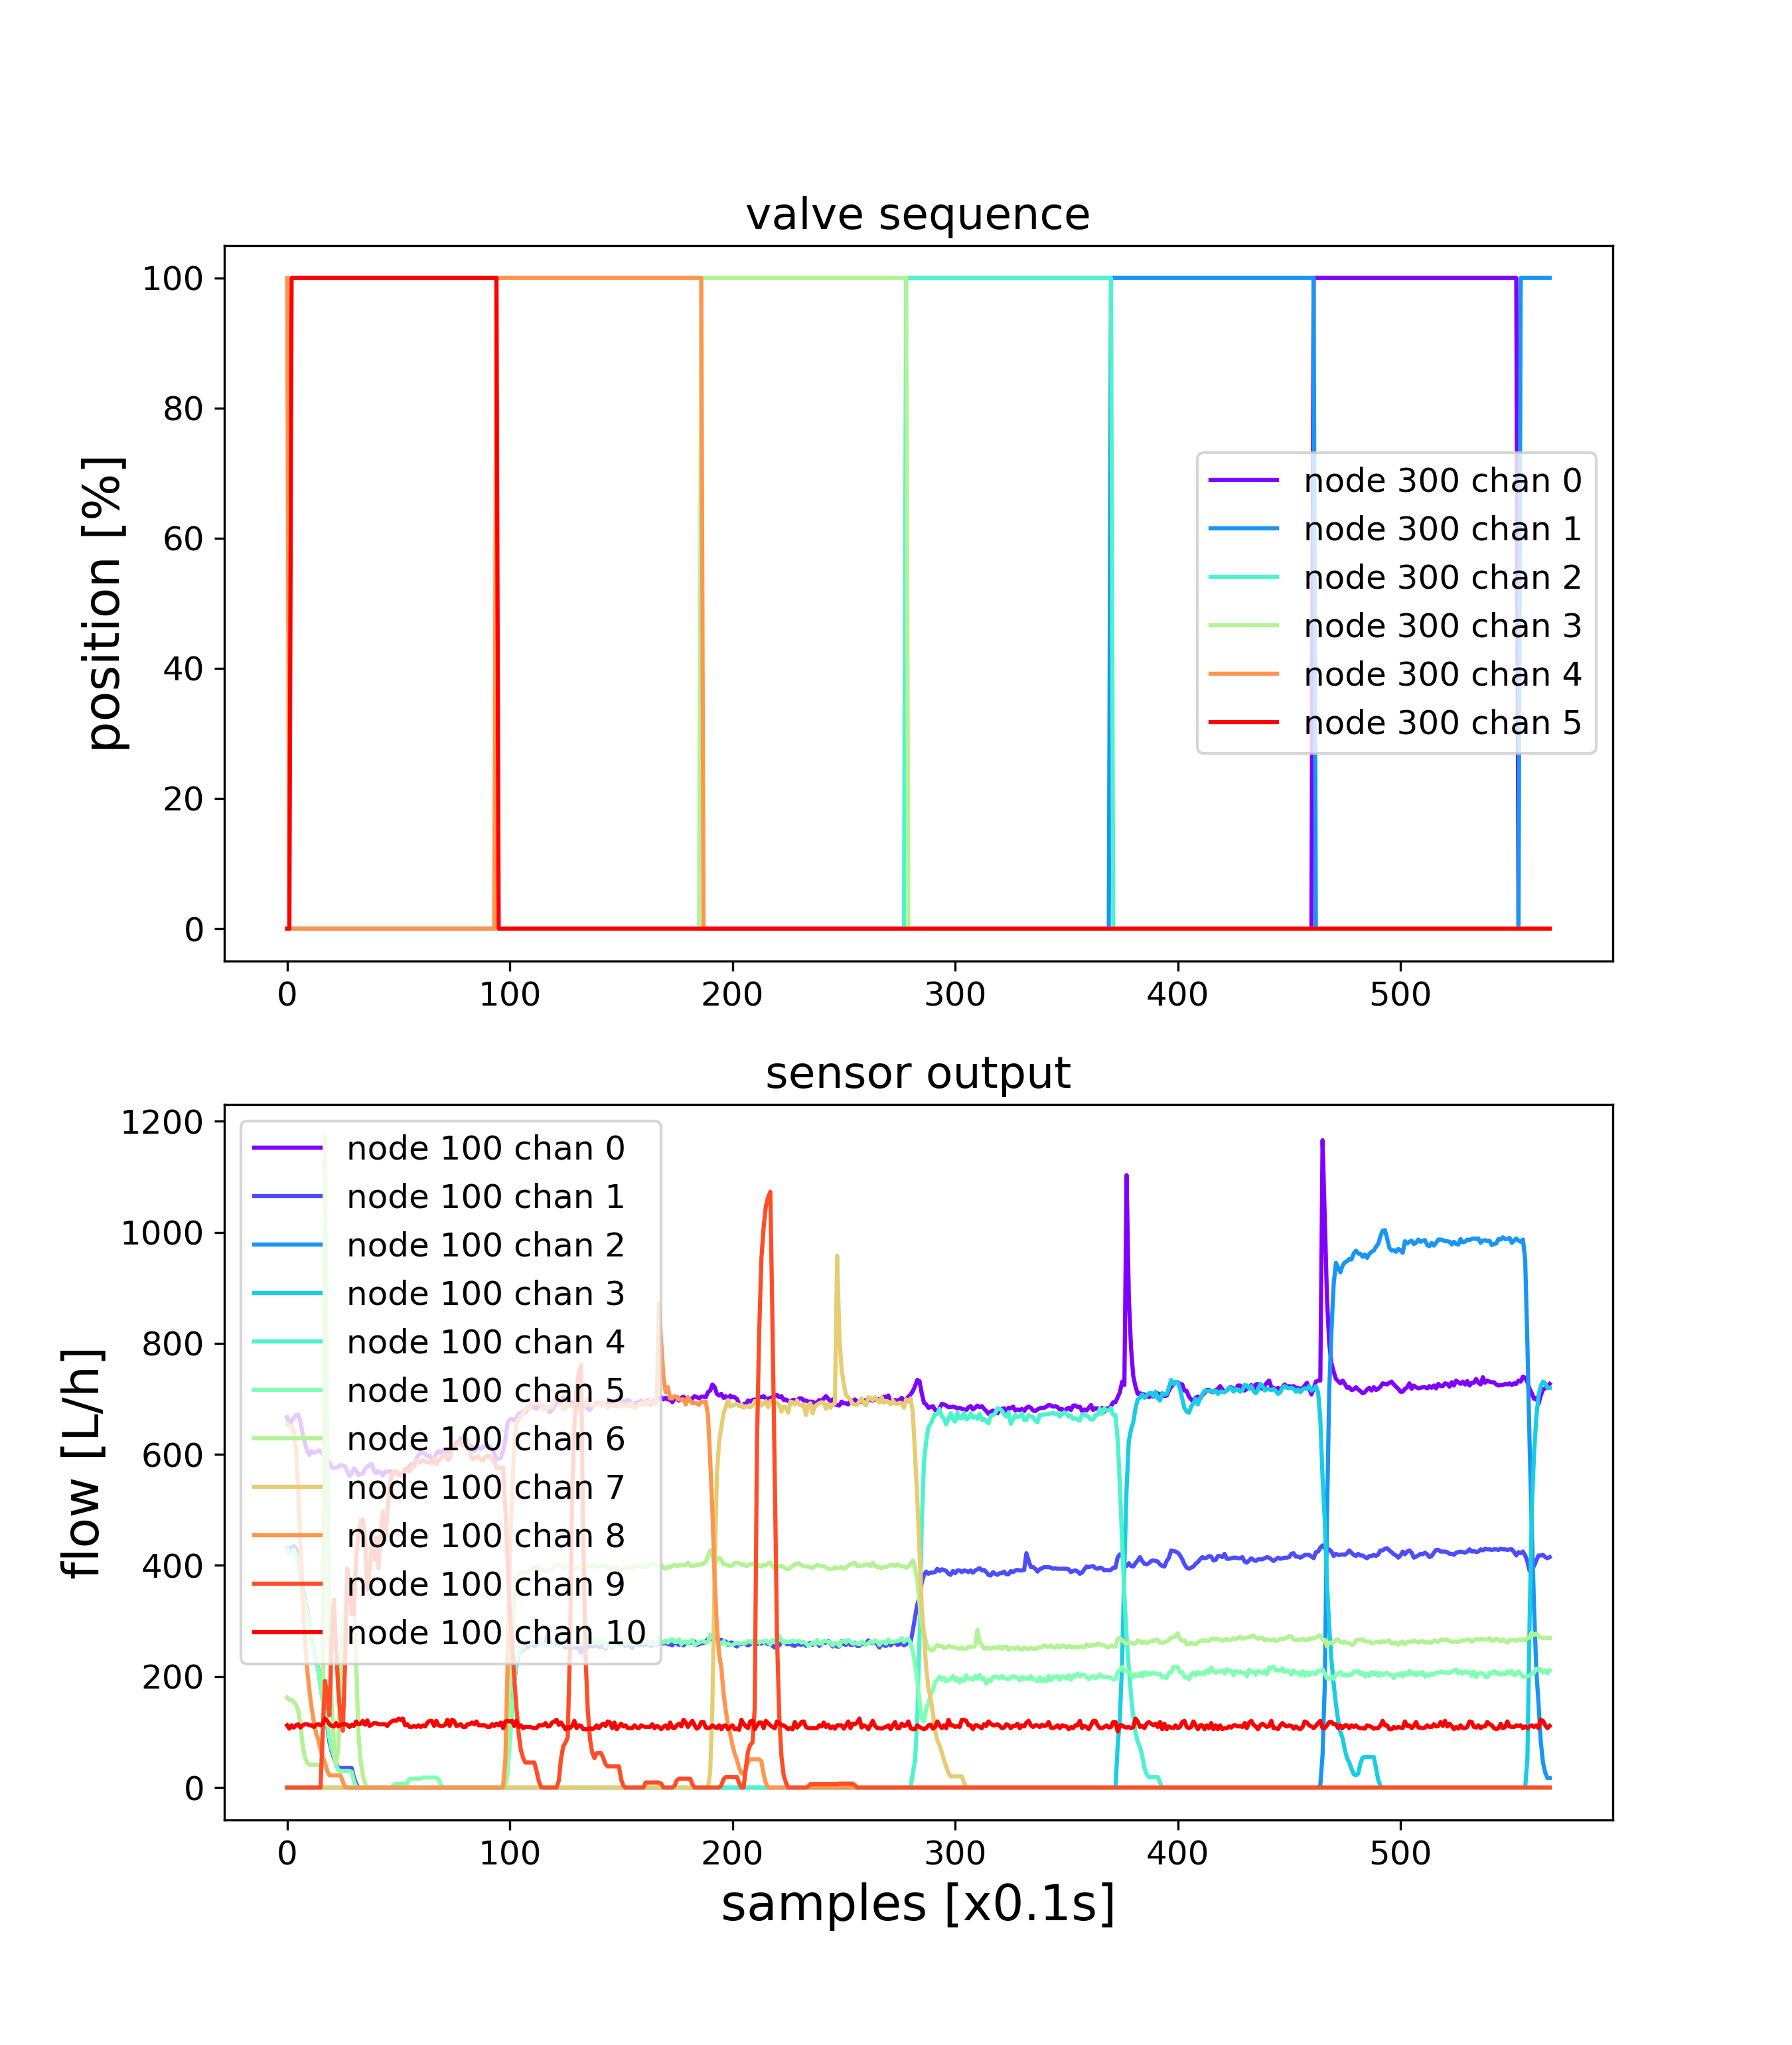 valve sequence
100
80
60
40
20
0
position [%]
node 300 chan 0
node 300 chan 1
node 300 chan 2
node 300 chan 3
node 300 chan 4
node 300 chan 5
0 100 200 300 400 500
sensor output
1200
1000
800
600
400
200
0
flow [L/h]
node 100 chan 0
node 100 chan 1
node 100 chan 2
node 100 chan 3
node 100 chan 4
node 100 chan 5
node 100 chan 6
node 100 chan 7
node 100 chan 8
node 100 chan 9
node 100 chan 10
0 100 200 300 400 500
samples [x0.1s]